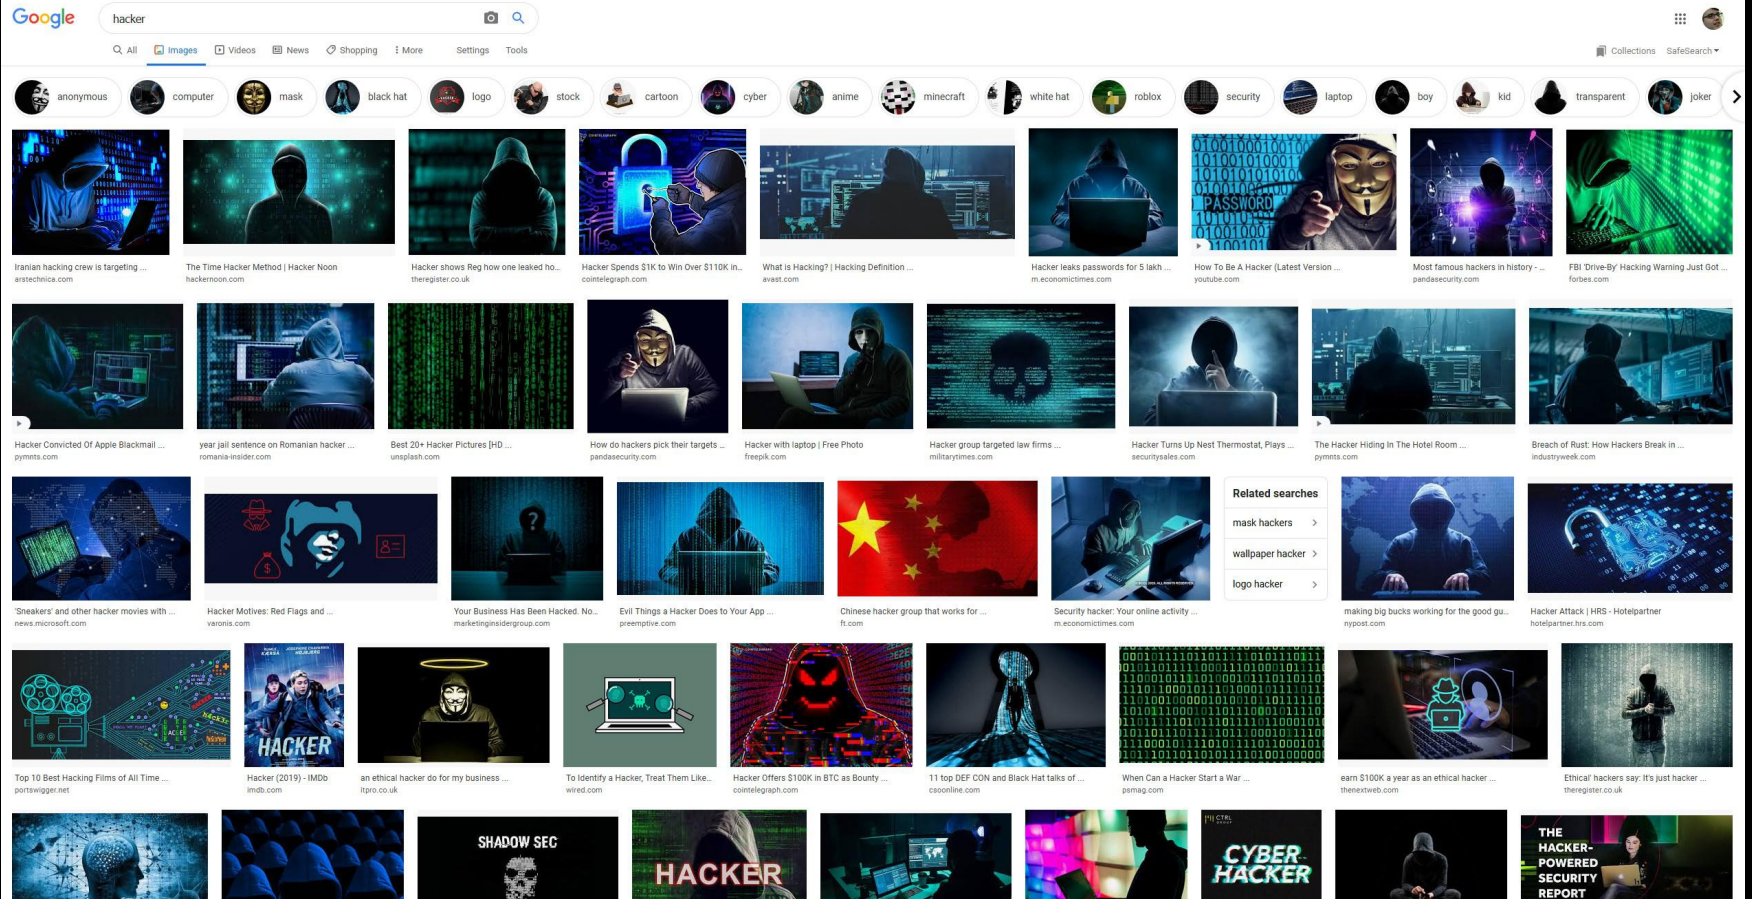 Google
hacker
All
Images
Videos
News
Shopping
More
Settings
Tools
Collections
SafeSearch
anonymous
computer
mask
black hat
logo
stock
cartoon
cyber
anime
minecraft
white hat
roblox
security
laptop
boy
kid
transparent
joker
PASSWORD
Iranian hacking crew is targeting ...
arstechnica.com
The Time Hacker Method | Hacker Noon
hackernoon.com
Hacker shows Reg how one leaked ho...
theregister.co.uk
Hacker Spends $1K to Win Over $110K in...
cointelegraph.com
What is Hacking? | Hacking Definition ...
avast.com
Hacker leaks passwords for 5 lakh ...
m.economictimes.com
How To Be A Hacker (Latest Version ...
youtube.com
Most famous hackers in history - ...
pandasecurity.com
FBI 'Drive-By' Hacking Warning Just Got ...
forbes.com
Hacker Convicted Of Apple Blackmail ...
pymnts.com
year jail sentence on Romanian hacker ...
romania-insider.com
Best 20+ Hacker Pictures [HD ...
unsplash.com
How do hackers pick their targets ...
pandasecurity.com
Hacker with laptop | Free Photo
freepik.com
Hacker group targeted law firms ...
militarytimes.com
Hacker Turns Up Nest Thermostat, Plays ...
securitysales.com
The Hacker Hiding In The Hotel Room ...
pymnts.com
Breach of Rust: How Hackers Break in ...
industryweek.com
Related searches
mask hackers
wallpaper hacker
logo hacker
'Sneakers' and other hacker movies with ...
news.microsoft.com
Hacker Motives: Red Flags and ...
varonis.com
Your Business Has Been Hacked. No...
marketinginsidergroup.com
Evil Things a Hacker Does to Your App ...
preemptive.com
Chinese hacker group that works for ...
ft.com
Security hacker: Your online activity ...
m.economictimes.com
making big bucks working for the good gu...
nypost.com
Hacker Attack | HRS - Hotelpartner
hotelpartner.hrs.com
HACKER
Top 10 Best Hacking Films of All Time ...
portswigger.net
Hacker (2019) - IMDb
imdb.com
an ethical hacker do for my business ...
itpro.co.uk
To Identify a Hacker, Treat Them Like...
wired.com
Hacker Offers $100K in BTC as Bounty ...
cointelegraph.com
11 top DEF CON and Black Hat talks of ...
csoonline.com
When Can a Hacker Start a War ...
psmag.com
earn $100K a year as an ethical hacker ...
thenextweb.com
Ethical' hackers say: It's just hacker ...
theregister.co.uk
SHADOW SEC
HACKER
CTRL
GROUP
CYBER-
HACKER
THE
HACKER-
POWERED
SECURITY
REPORT